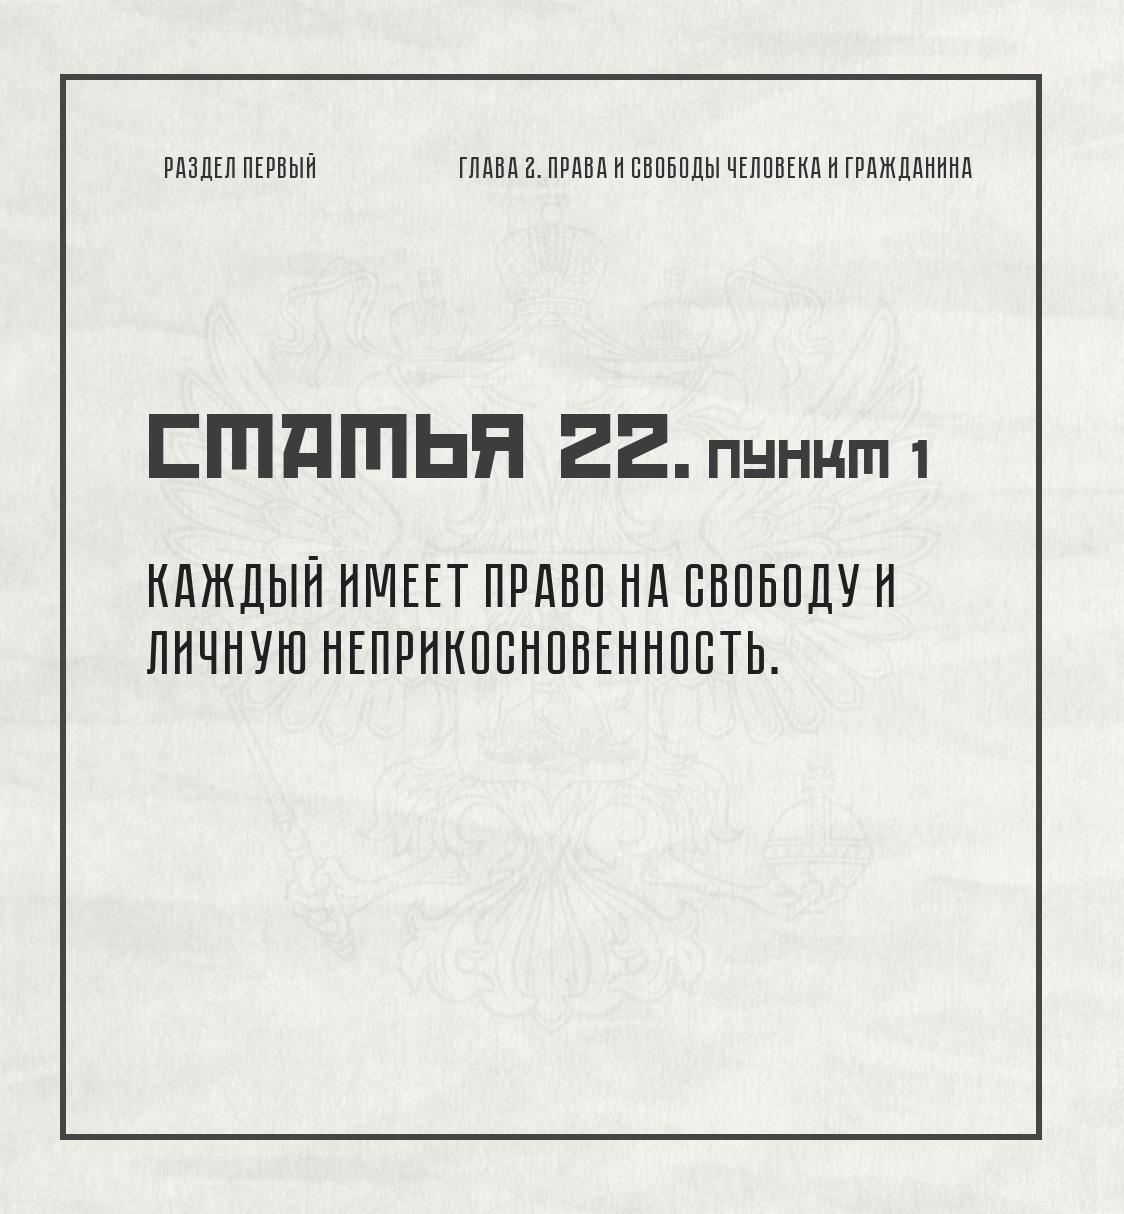 РАЗДЕЛ ПЕРВЫЙ
ГЛАВА 2. ПРАВА И СВОБОДЫ ЧЕЛОВЕКА И ГРАЖДАНИНА
СТАТЬЯ 22. ПУНКТ 1
КАЖДЫЙ ИМЕЕТ ПРАВО НА СВОБОДУ И
ЛИЧНУЮ НЕПРИКОСНОВЕННОСТЬ.